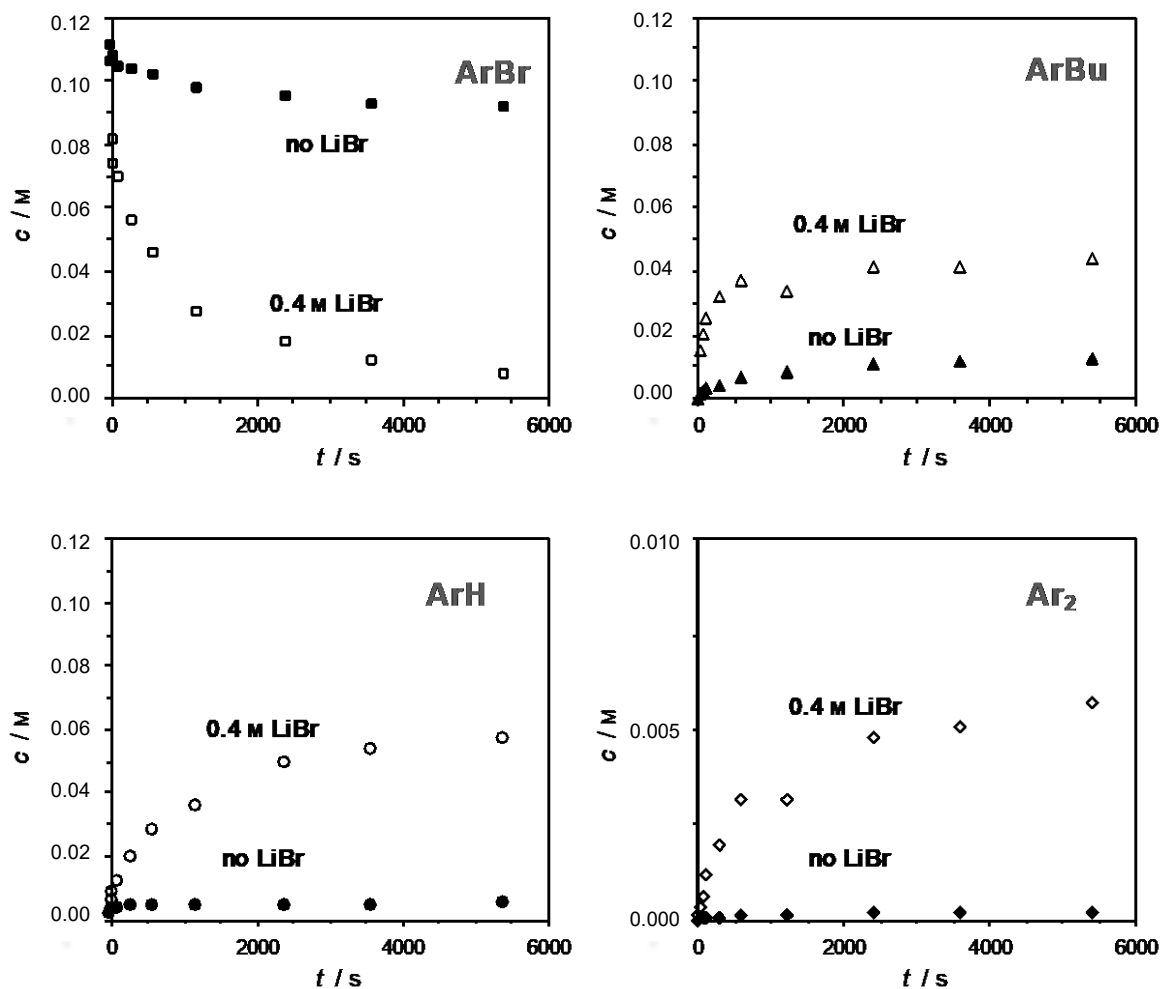 0.12
0.10
0.08
0.06
0.04
0.02
0.00
c / M
ArBr
no LiBr
0.4 M LiBr
0
2000
4000
6000
t / s
0.12
0.10
0.08
0.06
0.04
0.02
0.00
c / M
ArBu
0.4 M LiBr
no LiBr
0
2000
4000
6000
t / s
0.12
0.10
0.08
0.06
0.04
0.02
0.00
c / M
ArH
0.4 M LiBr
no LiBr
0
2000
4000
6000
t / s
0.010
0.005
0.000
c / M
Ar₂
0.4 M LiBr
no LiBr
0
2000
4000
6000
t / s